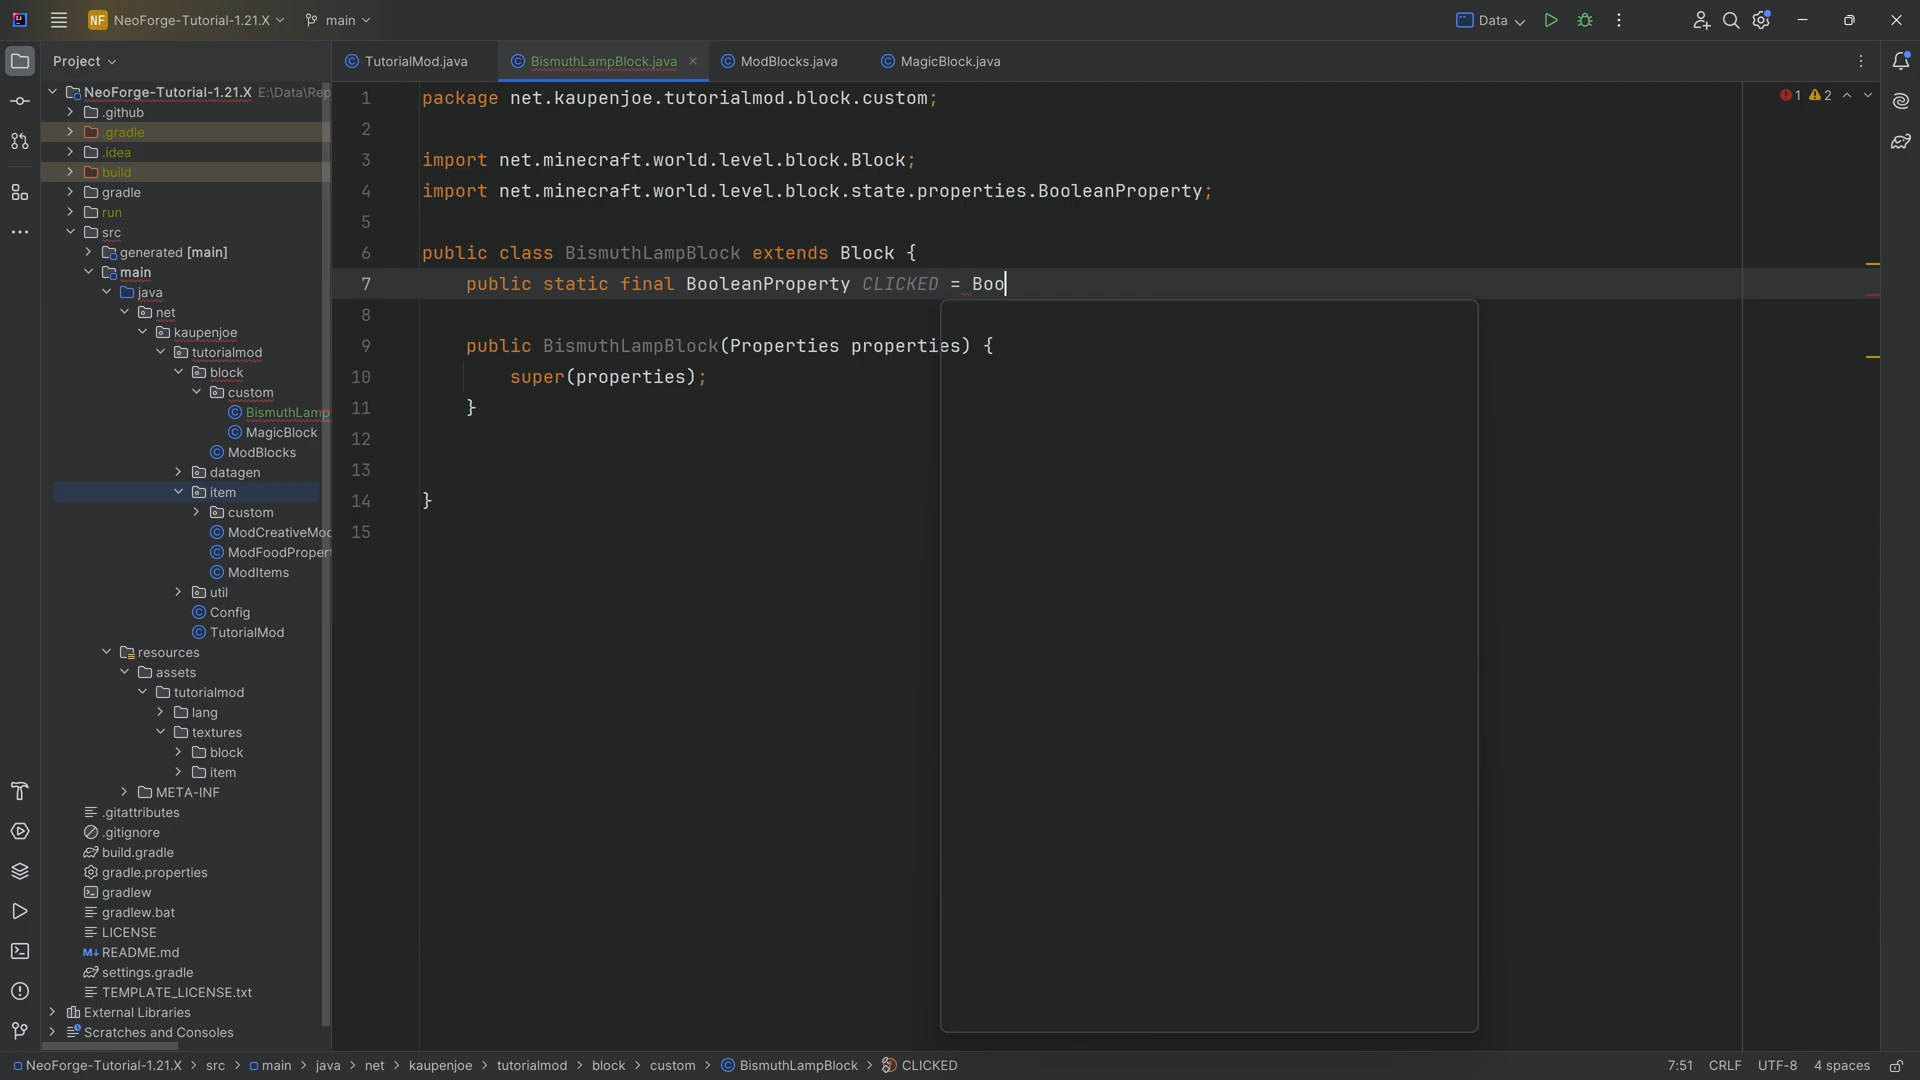 NF NeoForge-Tutorial-1.21.X main Data
Project
TutorialMod.java BismuthLampBlock.java ModBlocks.java MagicBlock.java
NeoForge-Tutorial-1.21.X E:\Data\Rep
.github
.gradle
.idea
build
gradle
run
src
generated [main]
main
java
net
kaupenjoe
tutorialmod
block
custom
BismuthLamp
MagicBlock
ModBlocks
datagen
item
custom
ModCreativeMod
ModFoodPropert
ModItems
util
Config
TutorialMod
resources
assets
tutorialmod
lang
textures
block
item
META-INF
.gitattributes
.gitignore
build.gradle
gradle.properties
gradlew
gradlew.bat
LICENSE
README.md
settings.gradle
TEMPLATE_LICENSE.txt
External Libraries
Scratches and Consoles
1 package net.kaupenjoe.tutorialmod.block.custom;
2
3 import net.minecraft.world.level.block.Block;
4 import net.minecraft.world.level.block.state.properties.BooleanProperty;
5
6 public class BismuthLampBlock extends Block {
7 public static final BooleanProperty CLICKED = Boo
8
9 public BismuthLampBlock(Properties properties) {
10 super(properties);
11 }
12
13
14 }
15
1 2
NeoForge-Tutorial-1.21.X > src > main > java > net > kaupenjoe > tutorialmod > block > custom > BismuthLampBlock > CLICKED
7:51 CRLF UTF-8 4 spaces